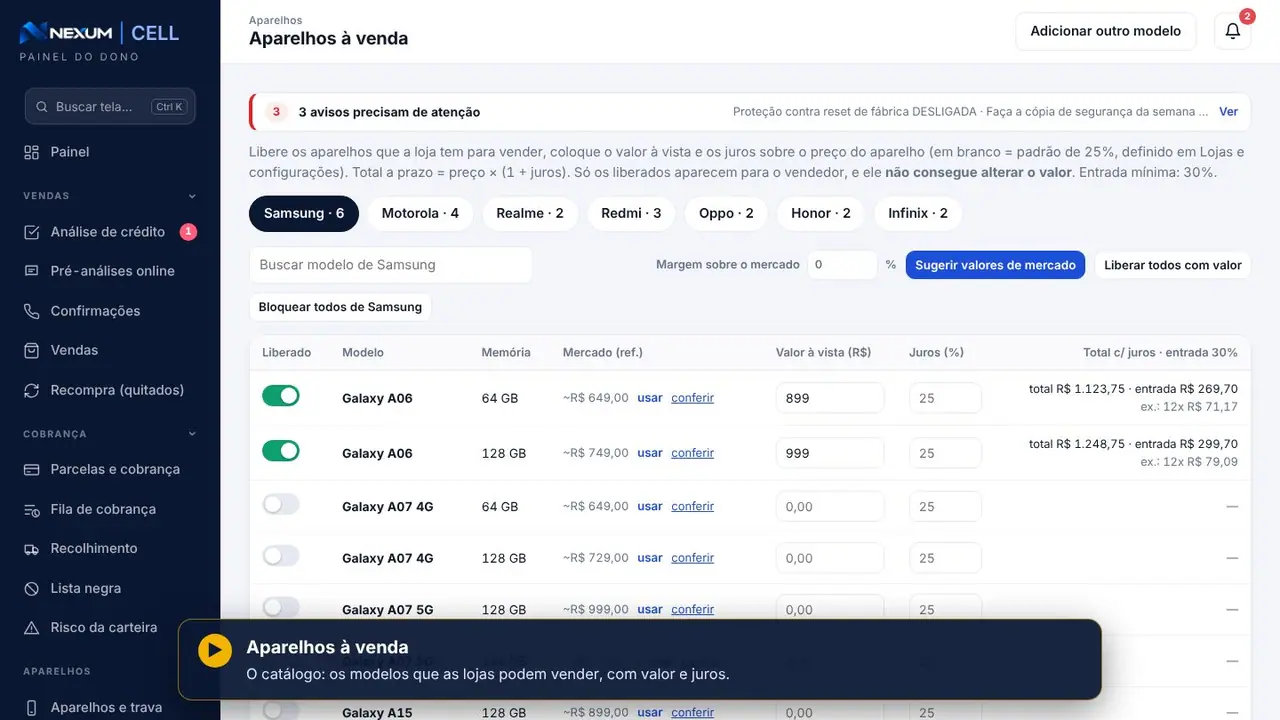 NEXUM | CELL
PAINEL DO DONO
Buscar tela... Ctrl K
Painel
VENDAS
Análise de crédito 1
Pré-análises online
Confirmações
Vendas
Recompra (quitados)
COBRANÇA
Parcelas e cobrança
Fila de cobrança
Recolhimento
Lista negra
Risco da carteira
APARELHOS
Aparelhos e trava
Aparelhos
Aparelhos à venda
Adicionar outro modelo
2
3 3 avisos precisam de atenção Proteção contra reset de fábrica DESLIGADA · Faça a cópia de segurança da semana ... Ver
Libere os aparelhos que a loja tem para vender, coloque o valor à vista e os juros sobre o preço do aparelho (em branco = padrão de 25%, definido em Lojas e
configurações). Total a prazo = preço × (1 + juros). Só os liberados aparecem para o vendedor, e ele não consegue alterar o valor. Entrada mínima: 30%.
Samsung · 6 Motorola · 4 Realme · 2 Redmi · 3 Oppo · 2 Honor · 2 Infinix · 2
Buscar modelo de Samsung Margem sobre o mercado 0 % Sugerir valores de mercado Liberar todos com valor
Bloquear todos de Samsung
Liberado Modelo Memória Mercado (ref.) Valor à vista (R$) Juros (%) Total c/ juros · entrada 30%
Galaxy A06 64 GB ~R$ 649,00 usar conferir 899 25 total R$ 1.123,75 · entrada R$ 269,70
ex.: 12x R$ 71,17
Galaxy A06 128 GB ~R$ 749,00 usar conferir 999 25 total R$ 1.248,75 · entrada R$ 299,70
ex.: 12x R$ 79,09
Galaxy A07 4G 64 GB ~R$ 649,00 usar conferir 0,00 25 —
Galaxy A07 4G 128 GB ~R$ 729,00 usar conferir 0,00 25 —
Galaxy A07 5G 128 GB ~R$ 999,00 usar conferir 0,00 25 —
—
Aparelhos à venda
O catálogo: os modelos que as lojas podem vender, com valor e juros.
Galaxy A15 128 GB ~R$ 899,00 usar conferir 0,00 25 —